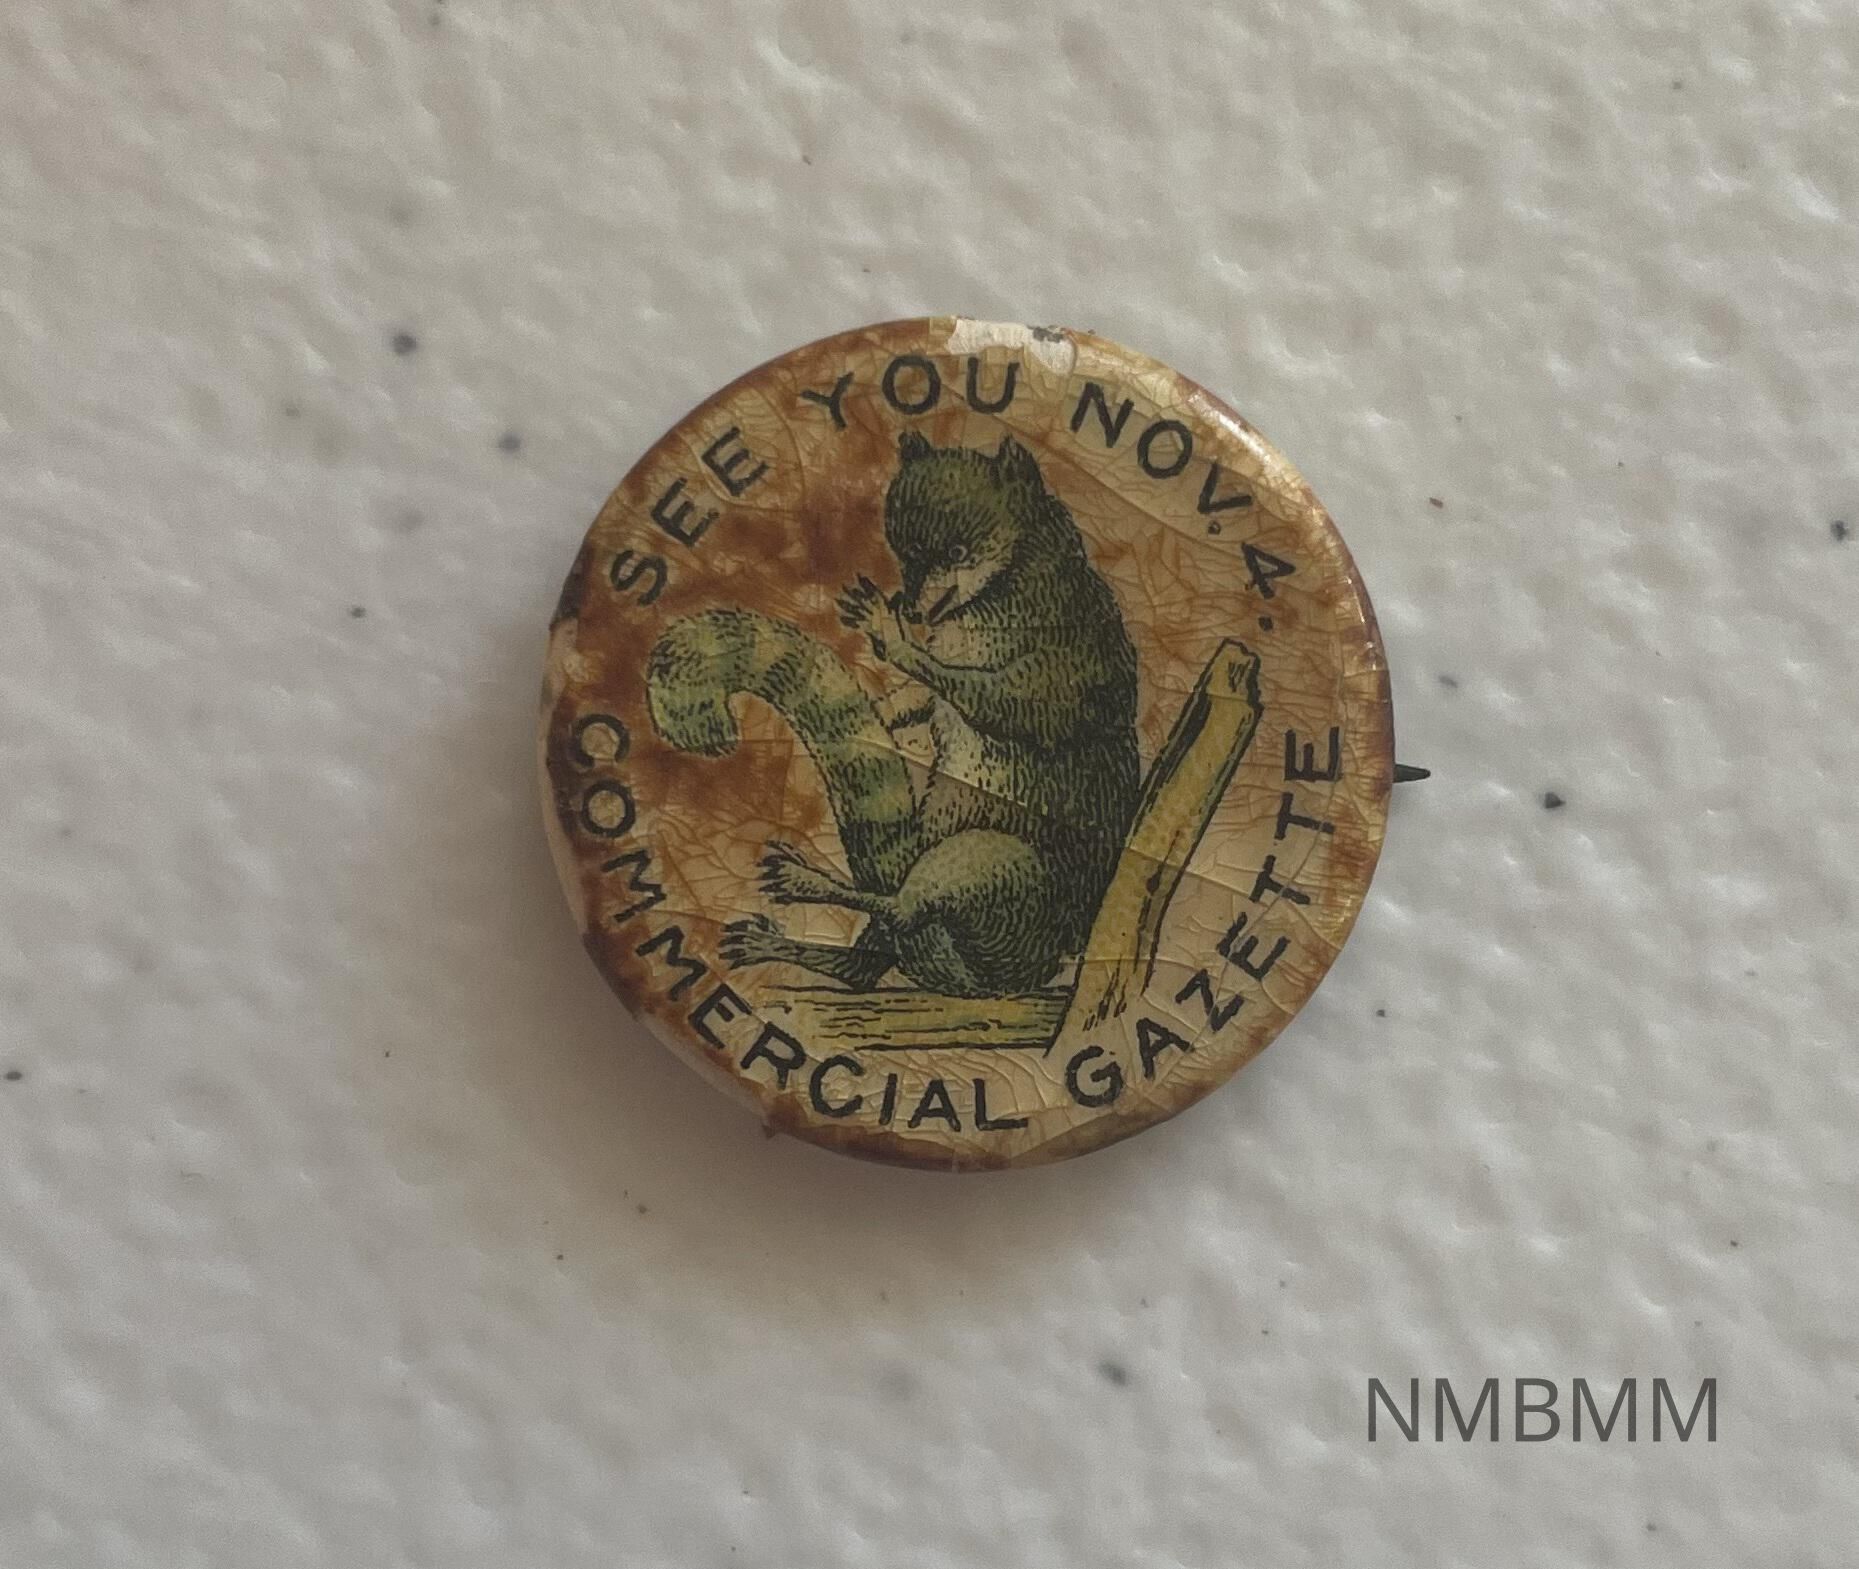 SEE YOU NOV. 4.
COMMERCIAL GAZETTE
NMBMM